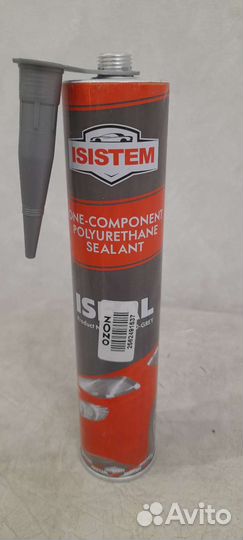 ISISTEM
ONE-COMPONENT
POLYURETHANE
SEALANT
OZON
Avito